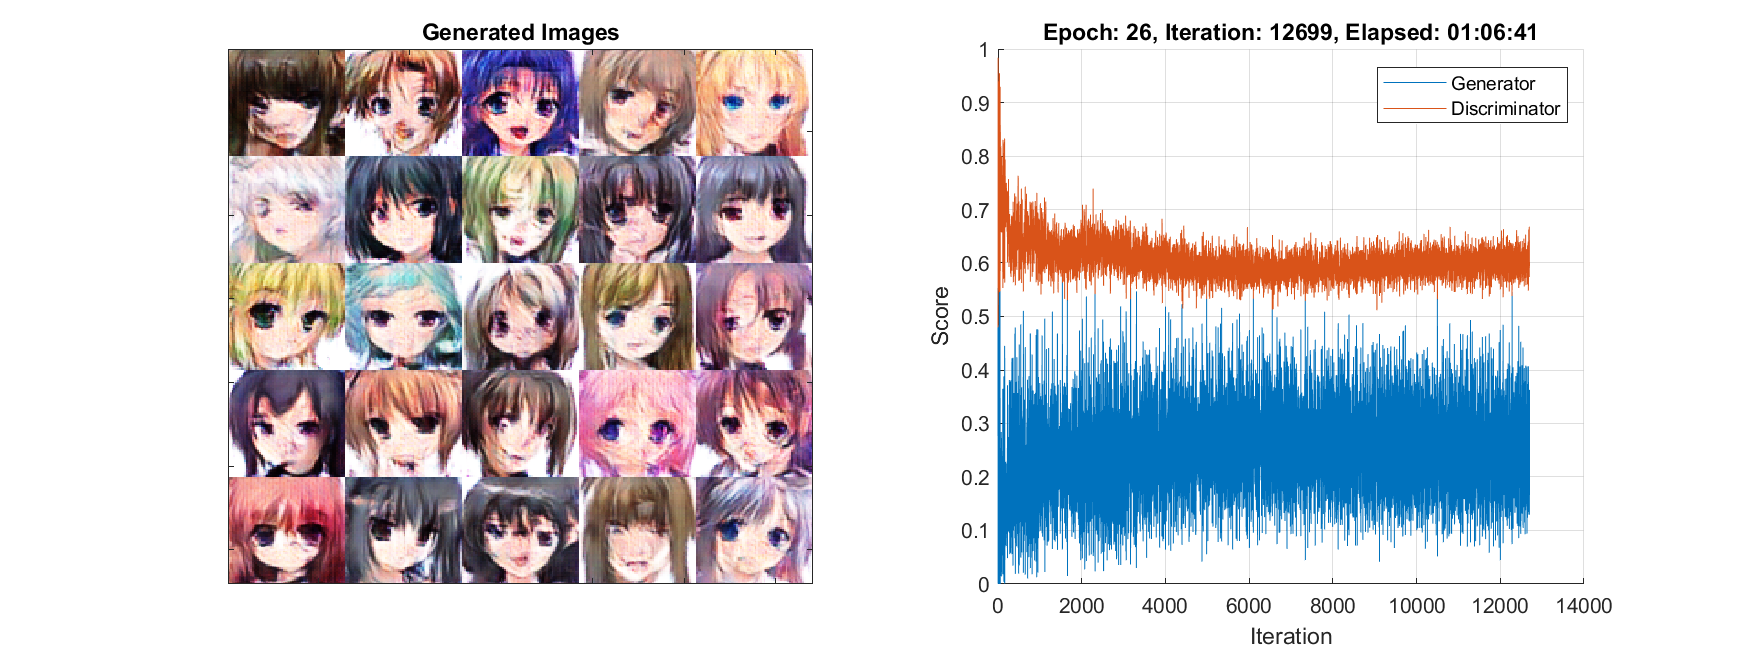 Generated Images
Epoch: 26, Iteration: 12699, Elapsed: 01:06:41
Generator
Discriminator
1
0.9
0.8
0.7
0.6
0.5
0.4
0.3
0.2
0.1
0
Score
0 2000 4000 6000 8000 10000 12000 14000
Iteration